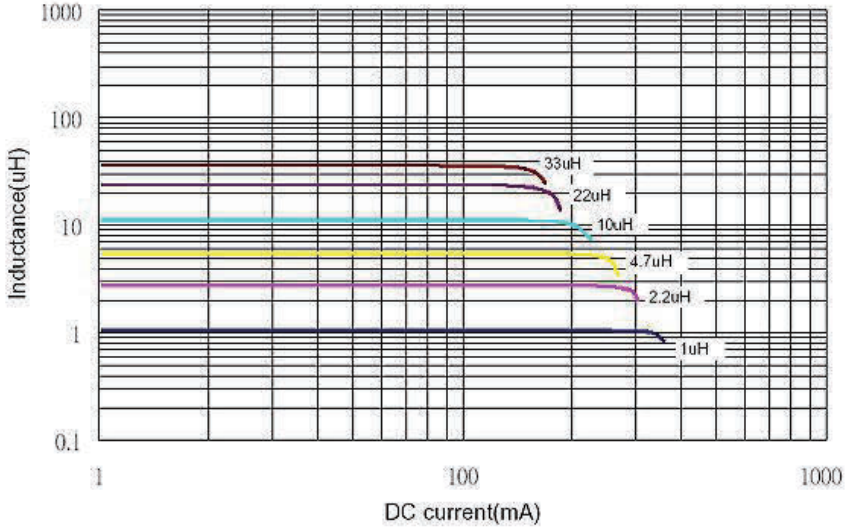 1000
100
10
1
0.1
Inductance(uH)
33uH
22uH
10uH
4.7uH
2.2uH
1uH
1
100
1000
DC current(mA)